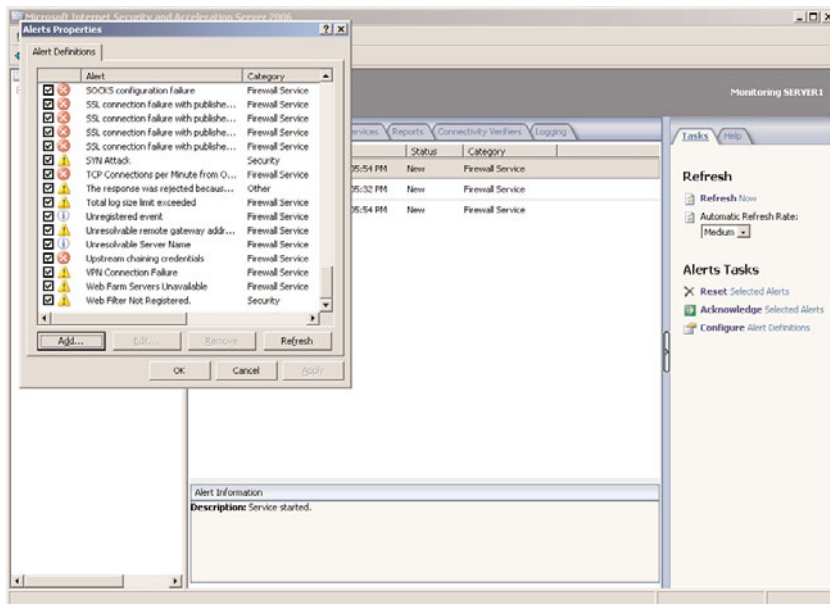 Microsoft Internet Security and Acceleration Server 2006
Alerts Properties
Alert Definitions
Alert Category
SOCKS configuration failure Firewall Service
SSL connection failure with publishe... Firewall Service
SSL connection failure with publishe... Firewall Service
SSL connection failure with publishe... Firewall Service
SSL connection failure with publishe... Firewall Service
SYN Attack Security
TCP Connections per Minute from O... Firewall Service
The response was rejected becaus... Other
Total log size limit exceeded Firewall Service
Unregistered event Firewall Service
Unresolvable remote gateway addr... Firewall Service
Unresolvable Server Name Firewall Service
Upstream chaining credentials Firewall Service
VPN Connection Failure Firewall Service
Web Farm Servers Unavailable Firewall Service
Web Filter Not Registered. Security
Add... Edit... Remove Refresh
OK Cancel Apply
Monitoring SERVER1
ervices Reports Connectivity Verifiers Logging
Status Category
05:54 PM New Firewall Service
05:32 PM New Firewall Service
05:54 PM New Firewall Service
Alert Information
Description: Service started.
Tasks Help
Refresh
Refresh Now
Automatic Refresh Rate:
Medium
Alerts Tasks
Reset Selected Alerts
Acknowledge Selected Alerts
Configure Alert Definitions